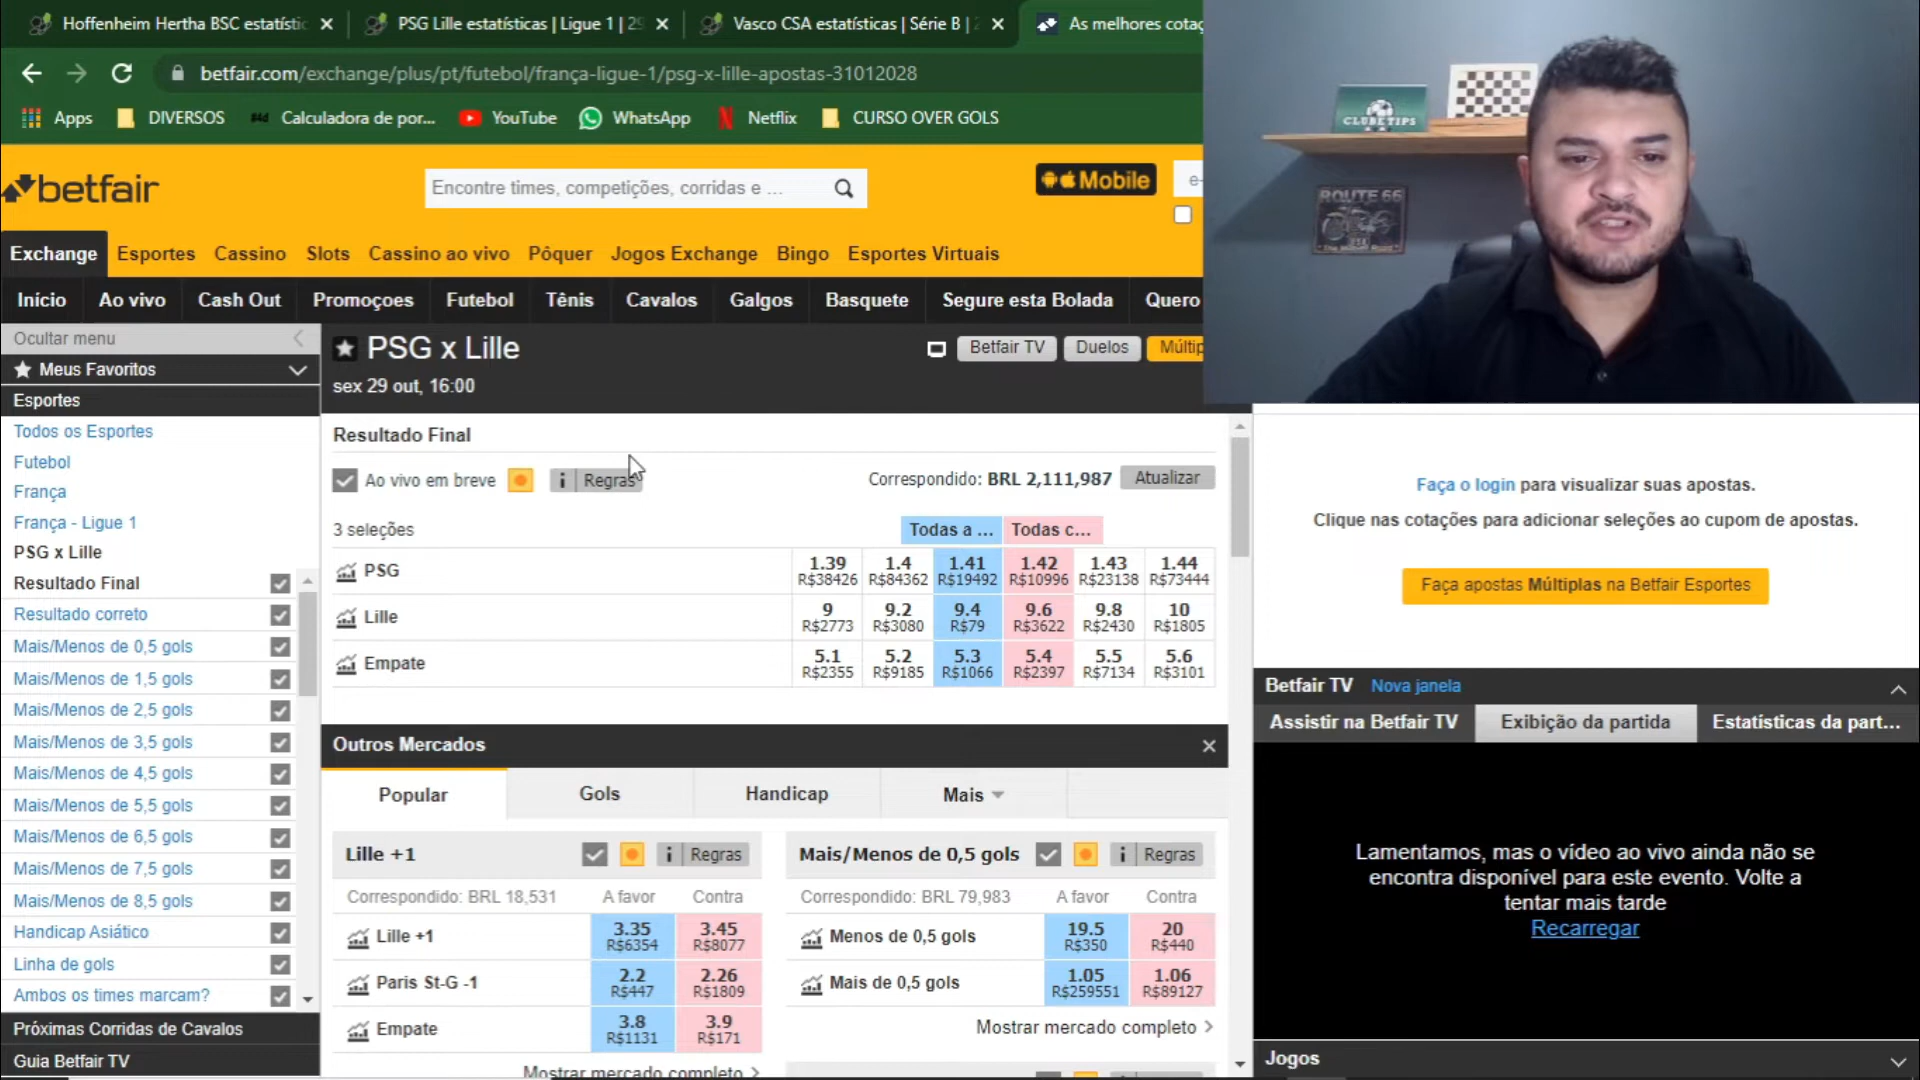 Hoffenheim Hertha BSC estatístic
PSG Lille estatísticas | Ligue 1 | 29
Vasco CSA estatísticas | Série B |
As melhores cotaç
betfair.com/exchange/plus/pt/futebol/frança-ligue-1/psg-x-lille-apostas-31012028
Apps
DIVERSOS
Calculadora de por...
YouTube
WhatsApp
Netflix
CURSO OVER GOLS
betfair
Encontre times, competições, corridas e ...
Mobile
e-
Exchange Esportes Cassino Slots Cassino ao vivo Pôquer Jogos Exchange Bingo Esportes Virtuais
Início Ao vivo Cash Out Promoçoes Futebol Tênis Cavalos Galgos Basquete Segure esta Bolada Quero
CLUBETIPS
ROUTE 66
Ocultar menu
Meus Favoritos
Esportes
Todos os Esportes
Futebol
França
França - Ligue 1
PSG x Lille
Resultado Final
Resultado correto
Mais/Menos de 0,5 gols
Mais/Menos de 1,5 gols
Mais/Menos de 2,5 gols
Mais/Menos de 3,5 gols
Mais/Menos de 4,5 gols
Mais/Menos de 5,5 gols
Mais/Menos de 6,5 gols
Mais/Menos de 7,5 gols
Mais/Menos de 8,5 gols
Handicap Asiático
Linha de gols
Ambos os times marcam?
Próximas Corridas de Cavalos
Guia Betfair TV
PSG x Lille
Betfair TV Duelos Múltip
sex 29 out, 16:00
Resultado Final
Ao vivo em breve i Regras Correspondido: BRL 2,111,987 Atualizar
3 seleções Todas a ... Todas c...
PSG 1.39 1.4 1.41 1.42 1.43 1.44
R$38426 R$84362 R$19492 R$10996 R$23138 R$73444
Lille 9 9.2 9.4 9.6 9.8 10
R$2773 R$3080 R$79 R$3622 R$2430 R$1805
Empate 5.1 5.2 5.3 5.4 5.5 5.6
R$2355 R$9185 R$1066 R$2397 R$7134 R$3101
Outros Mercados
Popular Gols Handicap Mais
Lille +1 i Regras
Correspondido: BRL 18,531 A favor Contra
Lille +1 3.35 3.45
R$6354 R$8077
Paris St-G -1 2.2 2.26
R$447 R$1809
Empate 3.8 3.9
R$1131 R$171
Mostrar mercado completo
Mais/Menos de 0,5 gols i Regras
Correspondido: BRL 79,983 A favor Contra
Menos de 0,5 gols 19.5 20
R$350 R$440
Mais de 0,5 gols 1.05 1.06
R$259551 R$89127
Mostrar mercado completo
Faça o login para visualizar suas apostas.
Clique nas cotações para adicionar seleções ao cupom de apostas.
Faça apostas Múltiplas na Betfair Esportes
Betfair TV Nova janela
Assistir na Betfair TV Exibição da partida Estatísticas da part...
Lamentamos, mas o vídeo ao vivo ainda não se
encontra disponível para este evento. Volte a
tentar mais tarde
Recarregar
Jogos